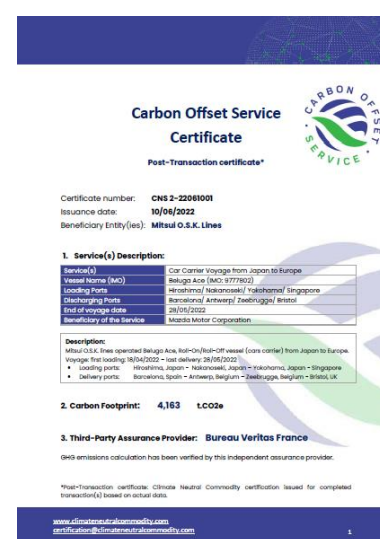 CARBON OFFSET SERVICE
Carbon Offset Service
Certificate
Post-Transaction certificate*
Certificate number: CNS 2-22061001
Issuance date: 10/06/2022
Beneficiary Entity(ies): Mitsui O.S.K. Lines
1. Service(s) Description:
Service(s) Car Carrier Voyage from Japan to Europe
Vessel Name (IMO) Beluga Ace (IMO: 9777802)
Loading Ports Hiroshima/ Nakanoseki/ Yokohama/ Singapore
Discharging Ports Barcelona/ Antwerp/ Zeebrugge/ Bristol
End of voyage date 28/05/2022
Beneficiary of the Service Mazda Motor Corporation
Description:
Mitsui O.S.K. lines operated Beluga Ace, Roll-On/Roll-Off vessel (cars carrier) from Japan to Europe.
Voyage: first loading: 18/04/2022 – last delivery: 28/05/2022
• Loading ports: Hiroshima, Japan - Nakanoseki, Japan - Yokohama, Japan - Singapore
• Delivery ports: Barcelona, Spain – Antwerp, Belgium – Zeebrugge, Belgium - Bristol, UK
2. Carbon Footprint: 4,163 t.CO2e
3. Third-Party Assurance Provider: Bureau Veritas France
GHG emissions calculation has been verified by this independent assurance provider.
*Post-Transaction certificate: Climate Neutral Commodity certification issued for completed
transaction(s) based on actual data.
www.climateneutralcommodity.com
certification@climateneutralcommodity.com
1